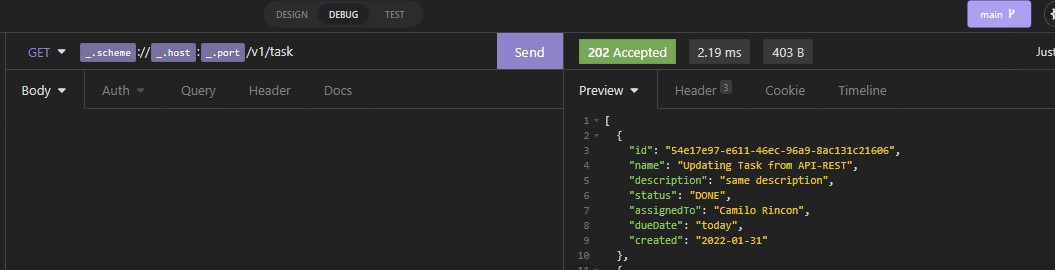 DESIGN DEBUG TEST main
GET _.scheme :// _.host : _.port /v1/task Send 202 Accepted 2.19 ms 403 B Just
Body Auth Query Header Docs Preview Header 3 Cookie Timeline
1 [
2 {
3 "id": "54e17e97-e611-46ec-96a9-8ac131c21606",
4 "name": "Updating Task from API-REST",
5 "description": "same description",
6 "status": "DONE",
7 "assignedTo": "Camilo Rincon",
8 "dueDate": "today",
9 "created": "2022-01-31"
10 },
11 {